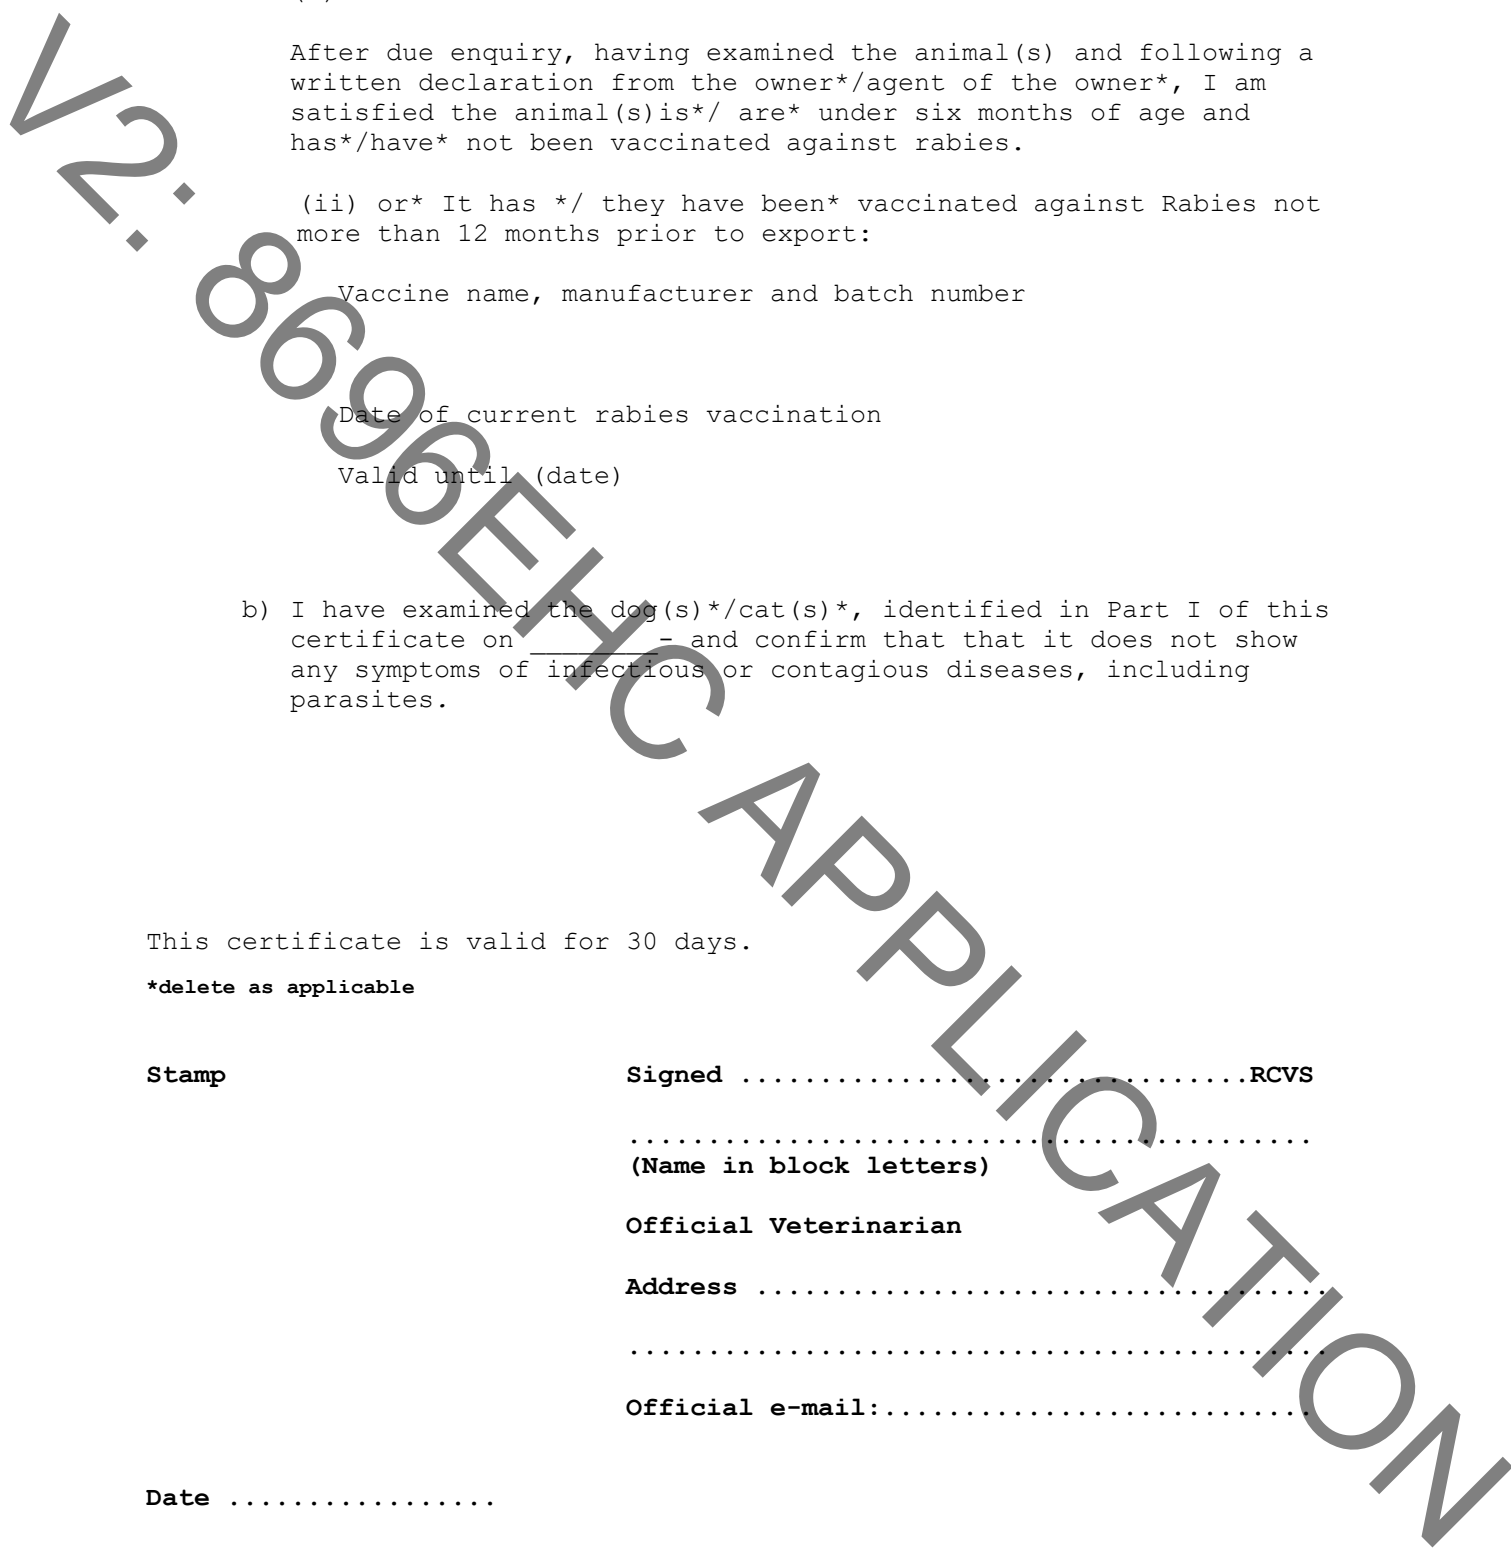 After due enquiry, having examined the animal(s) and following a
written declaration from the owner*/agent of the owner*, I am
satisfied the animal(s)is*/ are* under six months of age and
has*/have* not been vaccinated against rabies.
(ii) or* It has */ they have been* vaccinated against Rabies not
more than 12 months prior to export:
Vaccine name, manufacturer and batch number
Date of current rabies vaccination
Valid until (date)
b) I have examined the dog(s)*/cat(s)*, identified in Part I of this
certificate on ________- and confirm that that it does not show
any symptoms of infectious or contagious diseases, including
parasites.
This certificate is valid for 30 days.
*delete as applicable
Stamp
Signed ................................RCVS
...........................................
(Name in block letters)
Official Veterinarian
Address ....................................
............................................
Official e-mail:...........................
Date .................
V2: 8696EHC APPLICATION